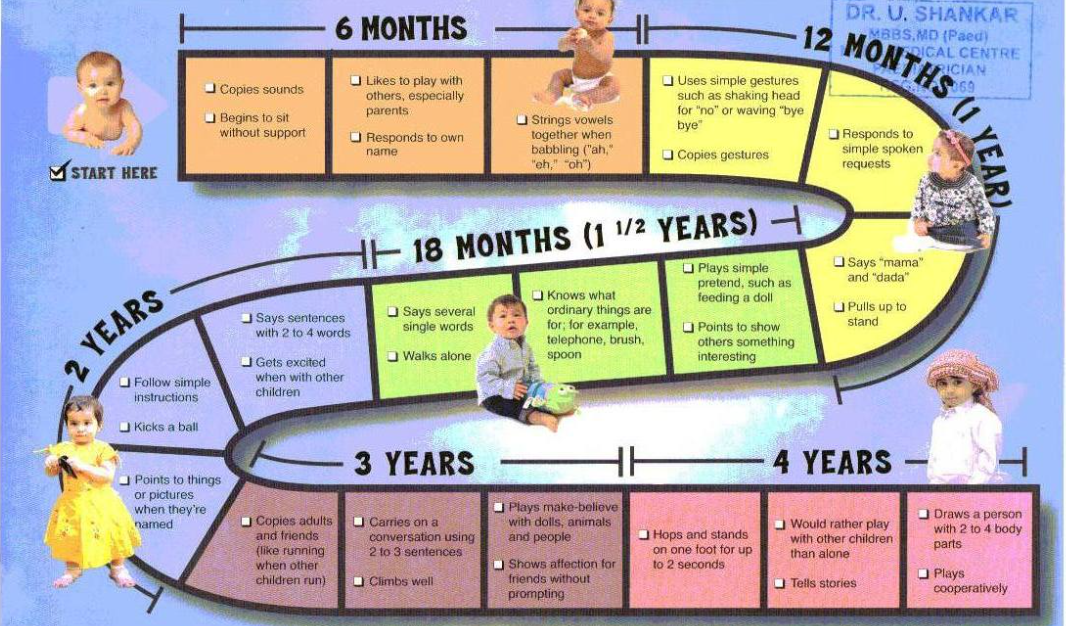 6 MONTHS
☐ Copies sounds
☐ Begins to sit
without support
☐ Likes to play with
others, especially
parents
☐ Responds to own
name
☐ Strings vowels
together when
babbling ("ah,"
"eh," "oh")
☑ START HERE
DR. U. SHANKAR
MBBS,MD (Paed)
CENTRE
12 MONTHS (1 YEAR)
☐ Uses simple gestures
such as shaking head
for "no" or waving "bye
bye"
☐ Copies gestures
☐ Responds to
simple spoken
requests
☐ Says "mama"
and "dada"
☐ Pulls up to
stand
18 MONTHS (1 1/2 YEARS)
☐ Plays simple
pretend, such as
feeding a doll
☐ Points to show
others something
interesting
☐ Knows what
ordinary things are
for; for example,
telephone, brush,
spoon
☐ Says several
single words
☐ Walks alone
2 YEARS
☐ Says sentences
with 2 to 4 words
☐ Gets excited
when with other
children
☐ Follow simple
instructions
☐ Kicks a ball
☐ Points to things
or pictures
when they're
named
3 YEARS
☐ Copies adults
and friends
(like running
when other
children run)
☐ Carries on a
conversation using
2 to 3 sentences
☐ Climbs well
☐ Plays make-believe
with dolls, animals
and people
☐ Shows affection for
friends without
prompting
4 YEARS
☐ Hops and stands
on one foot for up
to 2 seconds
☐ Would rather play
with other children
than alone
☐ Tells stories
☐ Draws a person
with 2 to 4 body
parts
☐ Plays
cooperatively